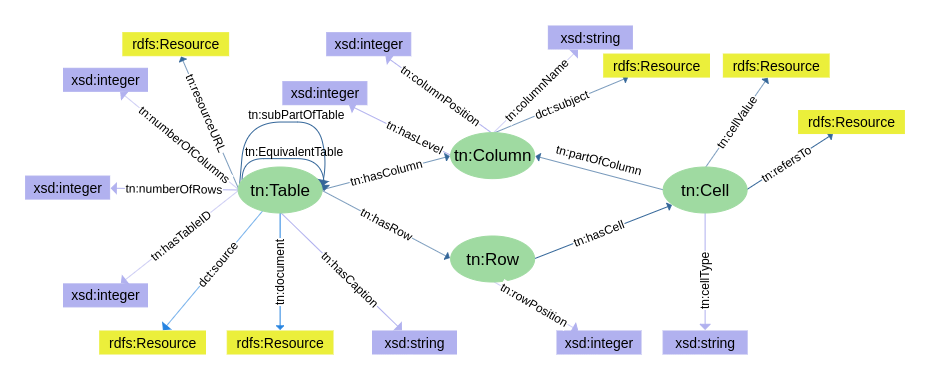 xsd:string
rdfs:Resource
xsd:integer
rdfs:Resource
rdfs:Resource
xsd:integer
xsd:integer
tn:columnPosition
tn:columnName
dct:subject
tn:resourceURL
tn:subPartOfTable
tn:cellValue
rdfs:Resource
tn:numberOfColumns
tn:hasLevel
tn:EquivalentTable
tn:Column
tn:partOfColumn
tn:refersTo
tn:hasColumn
xsd:integer
tn:numberOfRows
tn:Table
tn:Cell
tn:hasTableID
tn:hasRow
tn:hasCell
dct:source
tn:document
tn:hasCaption
tn:Row
tn:cellType
xsd:integer
tn:rowPosition
rdfs:Resource
rdfs:Resource
xsd:string
xsd:integer
xsd:string